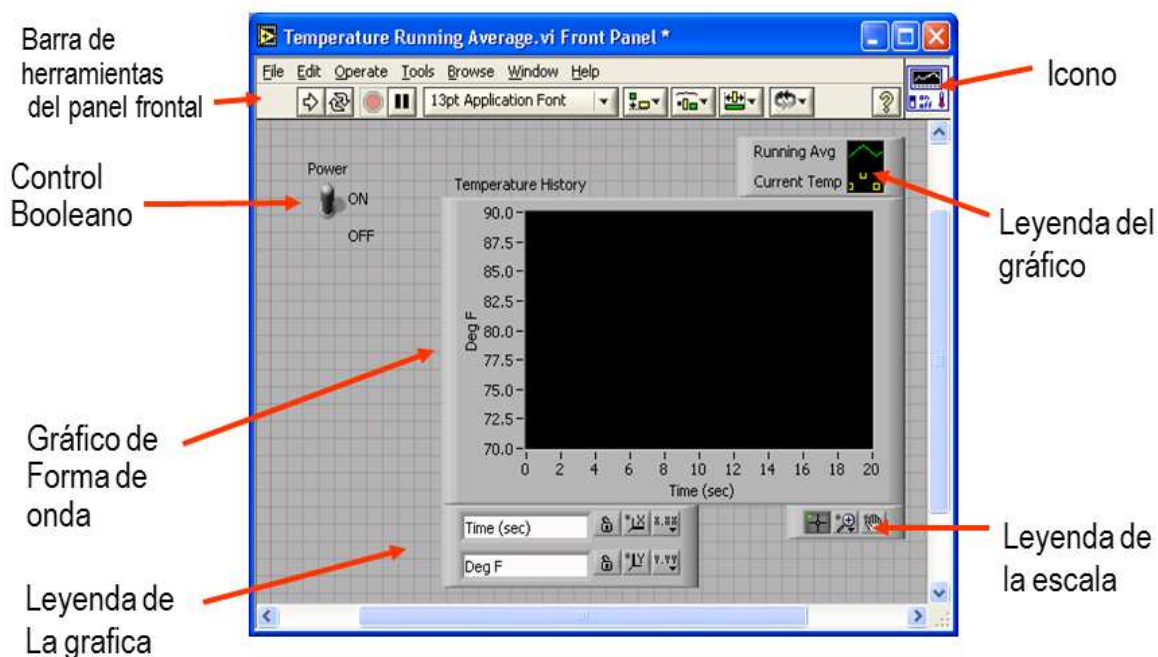 Barra de
herramientas
del panel frontal
Control
Booleano
Gráfico de
Forma de
onda
Leyenda de
La grafica
Temperature Running Average.vi Front Panel *
File Edit Operate Tools Browse Window Help
13pt Application Font
?
Power
ON
OFF
Temperature History
Running Avg
Current Temp
90.0
87.5
85.0
82.5
80.0
77.5
75.0
72.5
70.0
Deg F
0 2 4 6 8 10 12 14 16 18 20
Time (sec)
Time (sec)
X
X.XX
Deg F
Y
Y.YY
Icono
Leyenda del
gráfico
Leyenda de
la escala